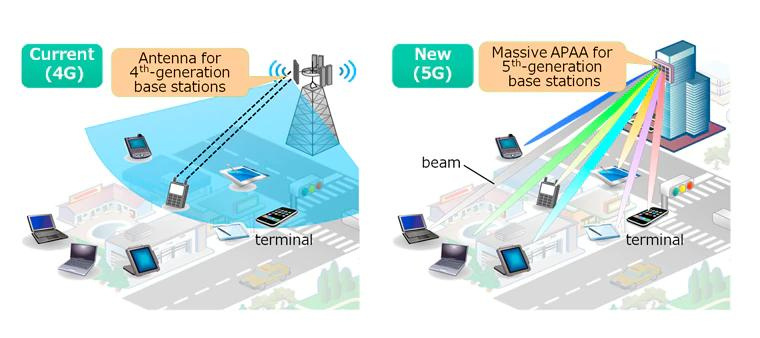 Current
(4G)
Antenna for
4th-generation
base stations
terminal
New
(5G)
Massive APAA for
5th-generation
base stations
beam
terminal